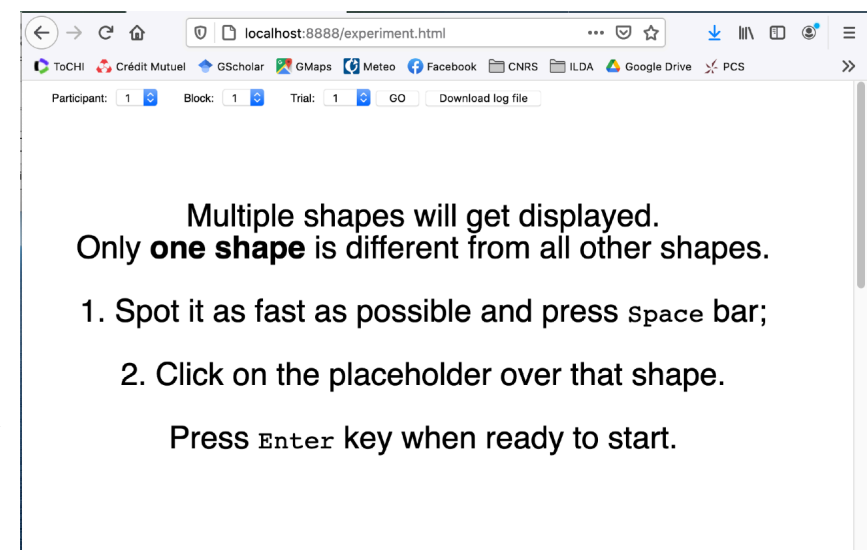 localhost:8888/experiment.html
ToCHI Crédit Mutuel GScholar GMaps Meteo Facebook CNRS ILDA Google Drive PCS
Participant: 1 Block: 1 Trial: 1 GO Download log file
Multiple shapes will get displayed.
Only one shape is different from all other shapes.
1. Spot it as fast as possible and press Space bar;
2. Click on the placeholder over that shape.
Press Enter key when ready to start.